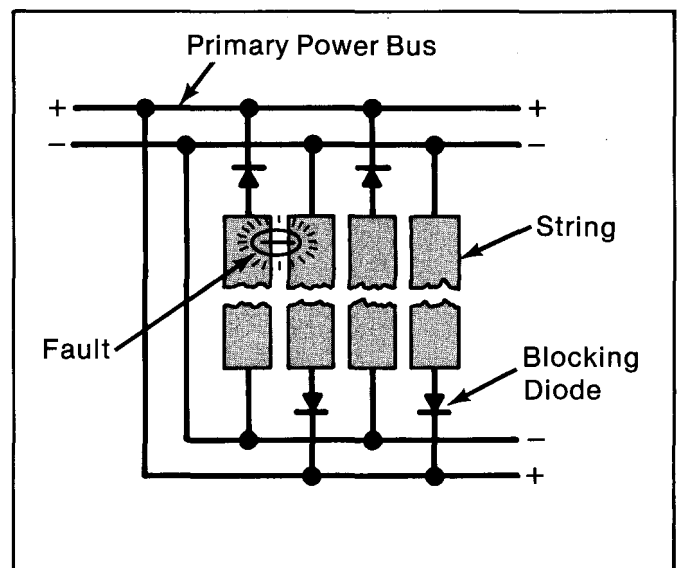 Primary Power Bus
+ +
− −
String
Fault
Blocking
Diode
−
+